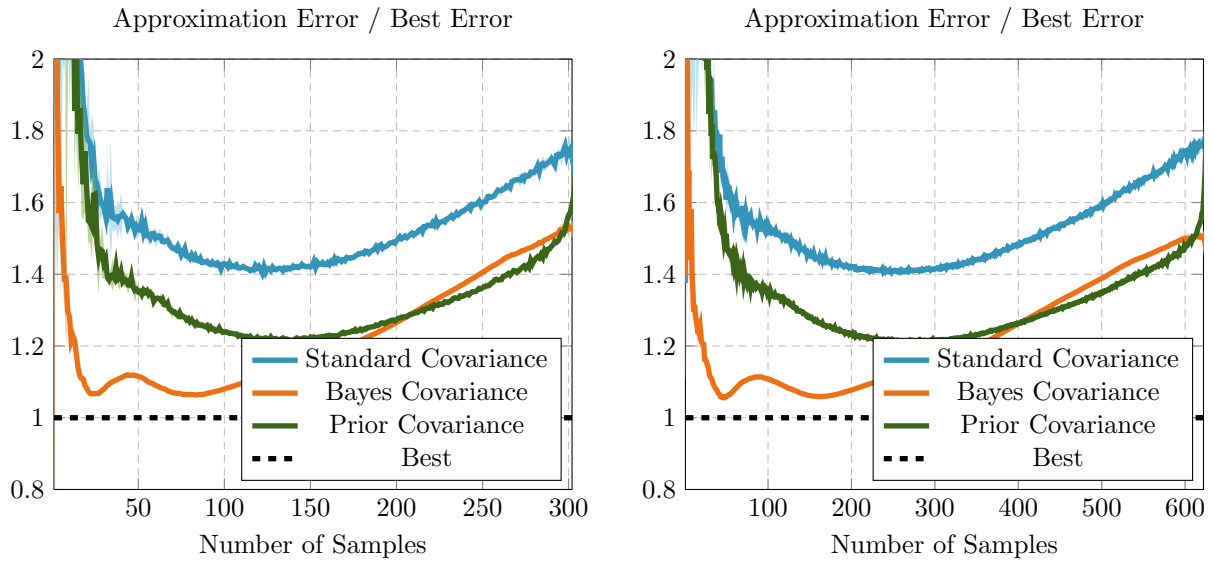 Approximation Error / Best Error
2
1.8
1.6
1.4
1.2
1
0.8
50 100 150 200 250 300
Standard Covariance
Bayes Covariance
Prior Covariance
Best
Number of Samples
Approximation Error / Best Error
2
1.8
1.6
1.4
1.2
1
0.8
100 200 300 400 500 600
Standard Covariance
Bayes Covariance
Prior Covariance
Best
Number of Samples